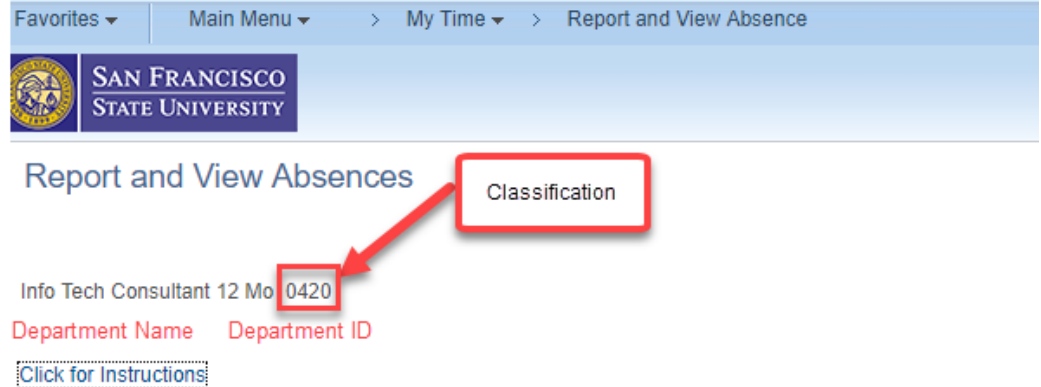 Favorites Main Menu > My Time > Report and View Absence
SAN FRANCISCO
STATE UNIVERSITY
Report and View Absences
Classification
Info Tech Consultant 12 Mo 0420
Department Name Department ID
Click for Instructions